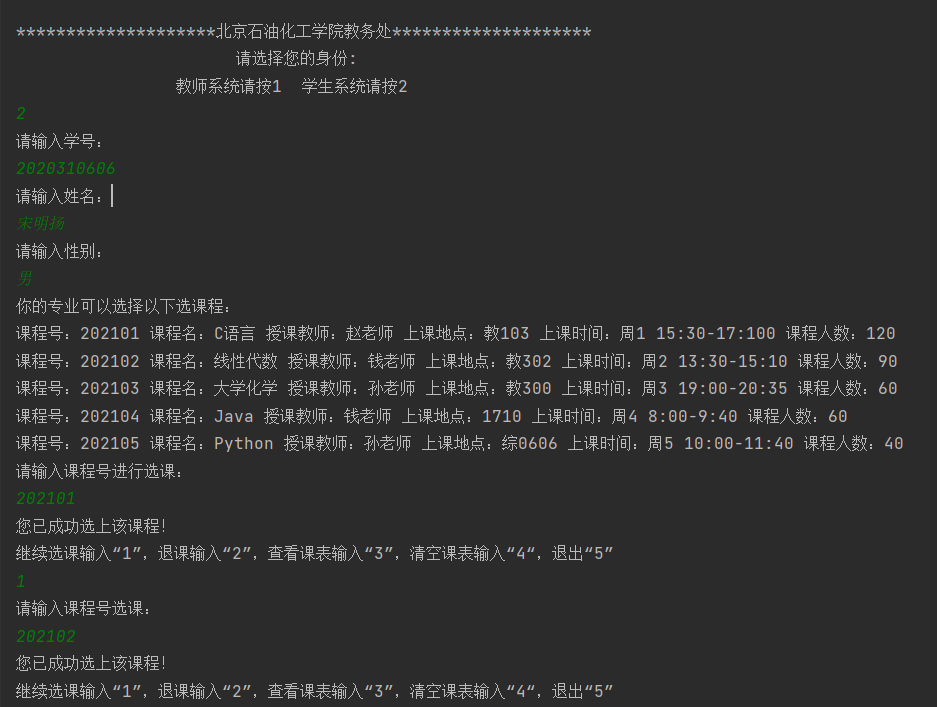 ********************北京石油化工学院教务处********************
请选择您的身份:
教师系统请按1  学生系统请按2
2
请输入学号:
2020310606
请输入姓名:
宋明扬
请输入性别:
男
你的专业可以选择以下选课程:
课程号: 202101 课程名: C语言 授课教师: 赵老师 上课地点: 教103 上课时间: 周1 15:30-17:100 课程人数: 120
课程号: 202102 课程名: 线性代数 授课教师: 钱老师 上课地点: 教302 上课时间: 周2 13:30-15:10 课程人数: 90
课程号: 202103 课程名: 大学化学 授课教师: 孙老师 上课地点: 教300 上课时间: 周3 19:00-20:35 课程人数: 60
课程号: 202104 课程名: Java 授课教师: 钱老师 上课地点: 1710 上课时间: 周4 8:00-9:40 课程人数: 60
课程号: 202105 课程名: Python 授课教师: 孙老师 上课地点: 综0606 上课时间: 周5 10:00-11:40 课程人数: 40
请输入课程号进行选课:
202101
您已成功选上该课程!
继续选课输入“1”, 退课输入“2”, 查看课表输入“3”, 清空课表输入“4“, 退出“5”
1
请输入课程号选课:
202102
您已成功选上该课程!
继续选课输入“1”, 退课输入“2”, 查看课表输入“3”, 清空课表输入“4“, 退出“5”